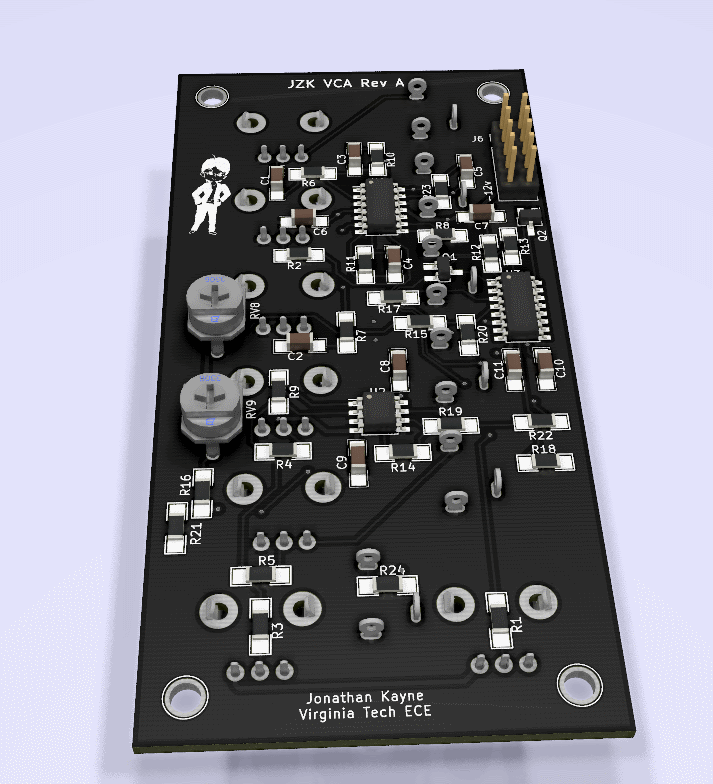 JZK VCA Rev A
J6
C3
R10
C1
R6
C5
R23
-12v
C6
C7
R8
Q2
R2
R11
C4
R12
R13
R17
RV8
R7
R15
R20
C2
C8
C11
C10
RV9
R9
R19
R22
R4
C9
R14
R18
R16
R21
R5
R24
R3
R1
Jonathan Kayne
Virginia Tech ECE